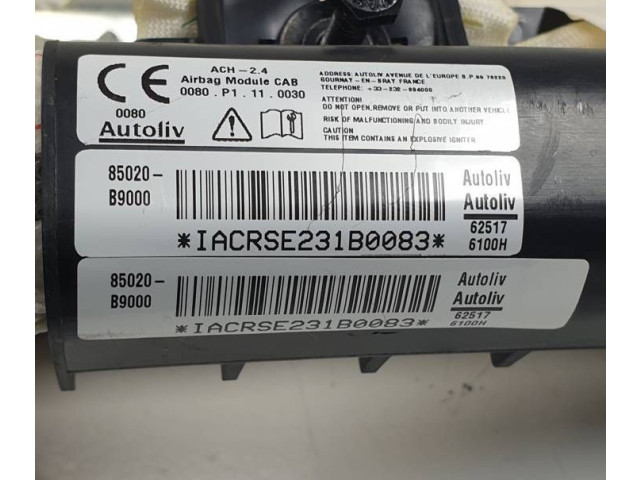 CE
0080
Autoliv
ACH - 2.4
Airbag Module CAB
0080 . P1 . 11 . 0030
ADDRESS: AUTOLIV AVENUE DE L'EUROPE B.P.
GOURNAY - EN - BRAY FRANCE
TELEPHONE:
ATTENTION!
DO NOT OPEN,REMOVE OR PUT INTO ANOTHER VEHICLE
RISK OF MALFUNCTIONING AND BODILY INJURY
CAUTION
THIS ITEM CONTAINS AN EXPLOSIVE IGNITER
85020-
B9000
*IACRSE231B0083*
Autoliv
Autoliv
62517
6100H
85020-
B9000
*IACRSE231B0083*
Autoliv
Autoliv
62517
6100H